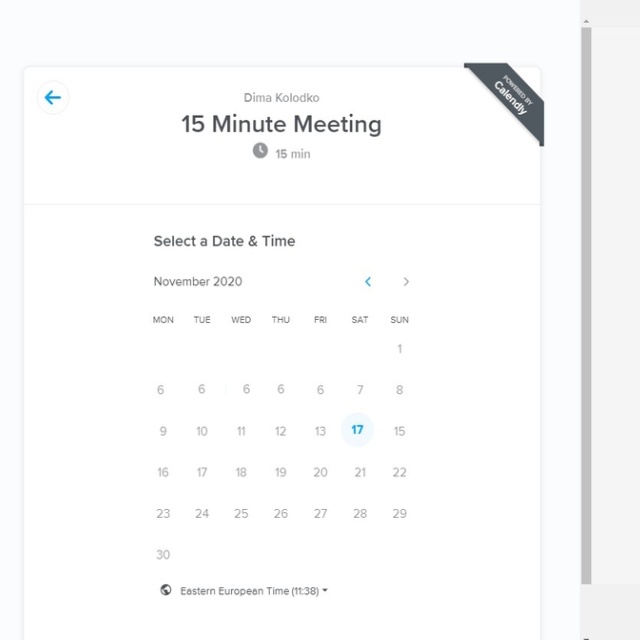 POWERED BY
Calendly
Dima Kolodko
15 Minute Meeting
15 min
Select a Date & Time
November 2020
MON TUE WED THU FRI SAT SUN
1
6 6 6 6 6 7 8
9 10 11 12 13 17 15
16 17 18 19 20 21 22
23 24 25 26 27 28 29
30
Eastern European Time (11:38)